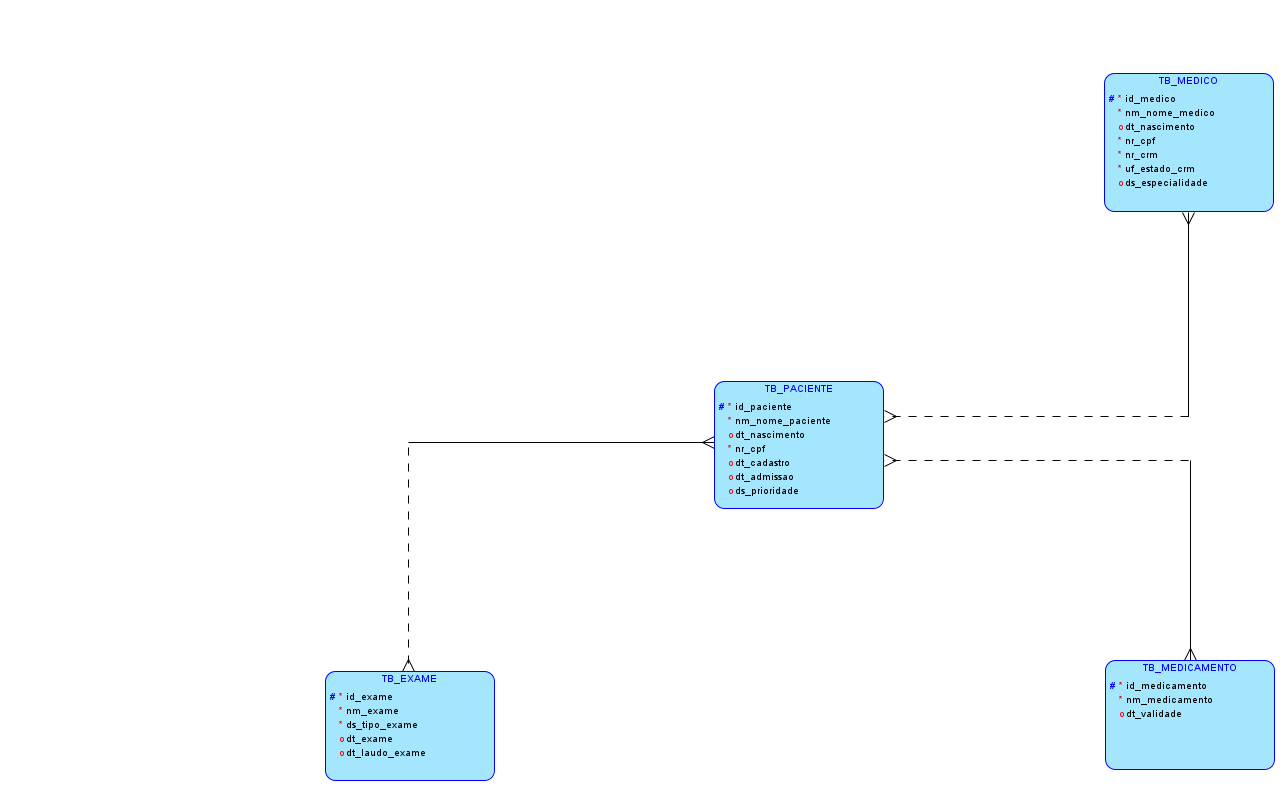 TB_MEDICO
# * id_medico
* nm_nome_medico
o dt_nascimento
* nr_cpf
* nr_crm
* uf_estado_crm
o ds_especialidade
TB_PACIENTE
# * id_paciente
* nm_nome_paciente
o dt_nascimento
* nr_cpf
o dt_cadastro
o dt_admissao
o ds_prioridade
TB_EXAME
# * id_exame
* nm_exame
* ds_tipo_exame
o dt_exame
o dt_laudo_exame
TB_MEDICAMENTO
# * id_medicamento
* nm_medicamento
o dt_validade